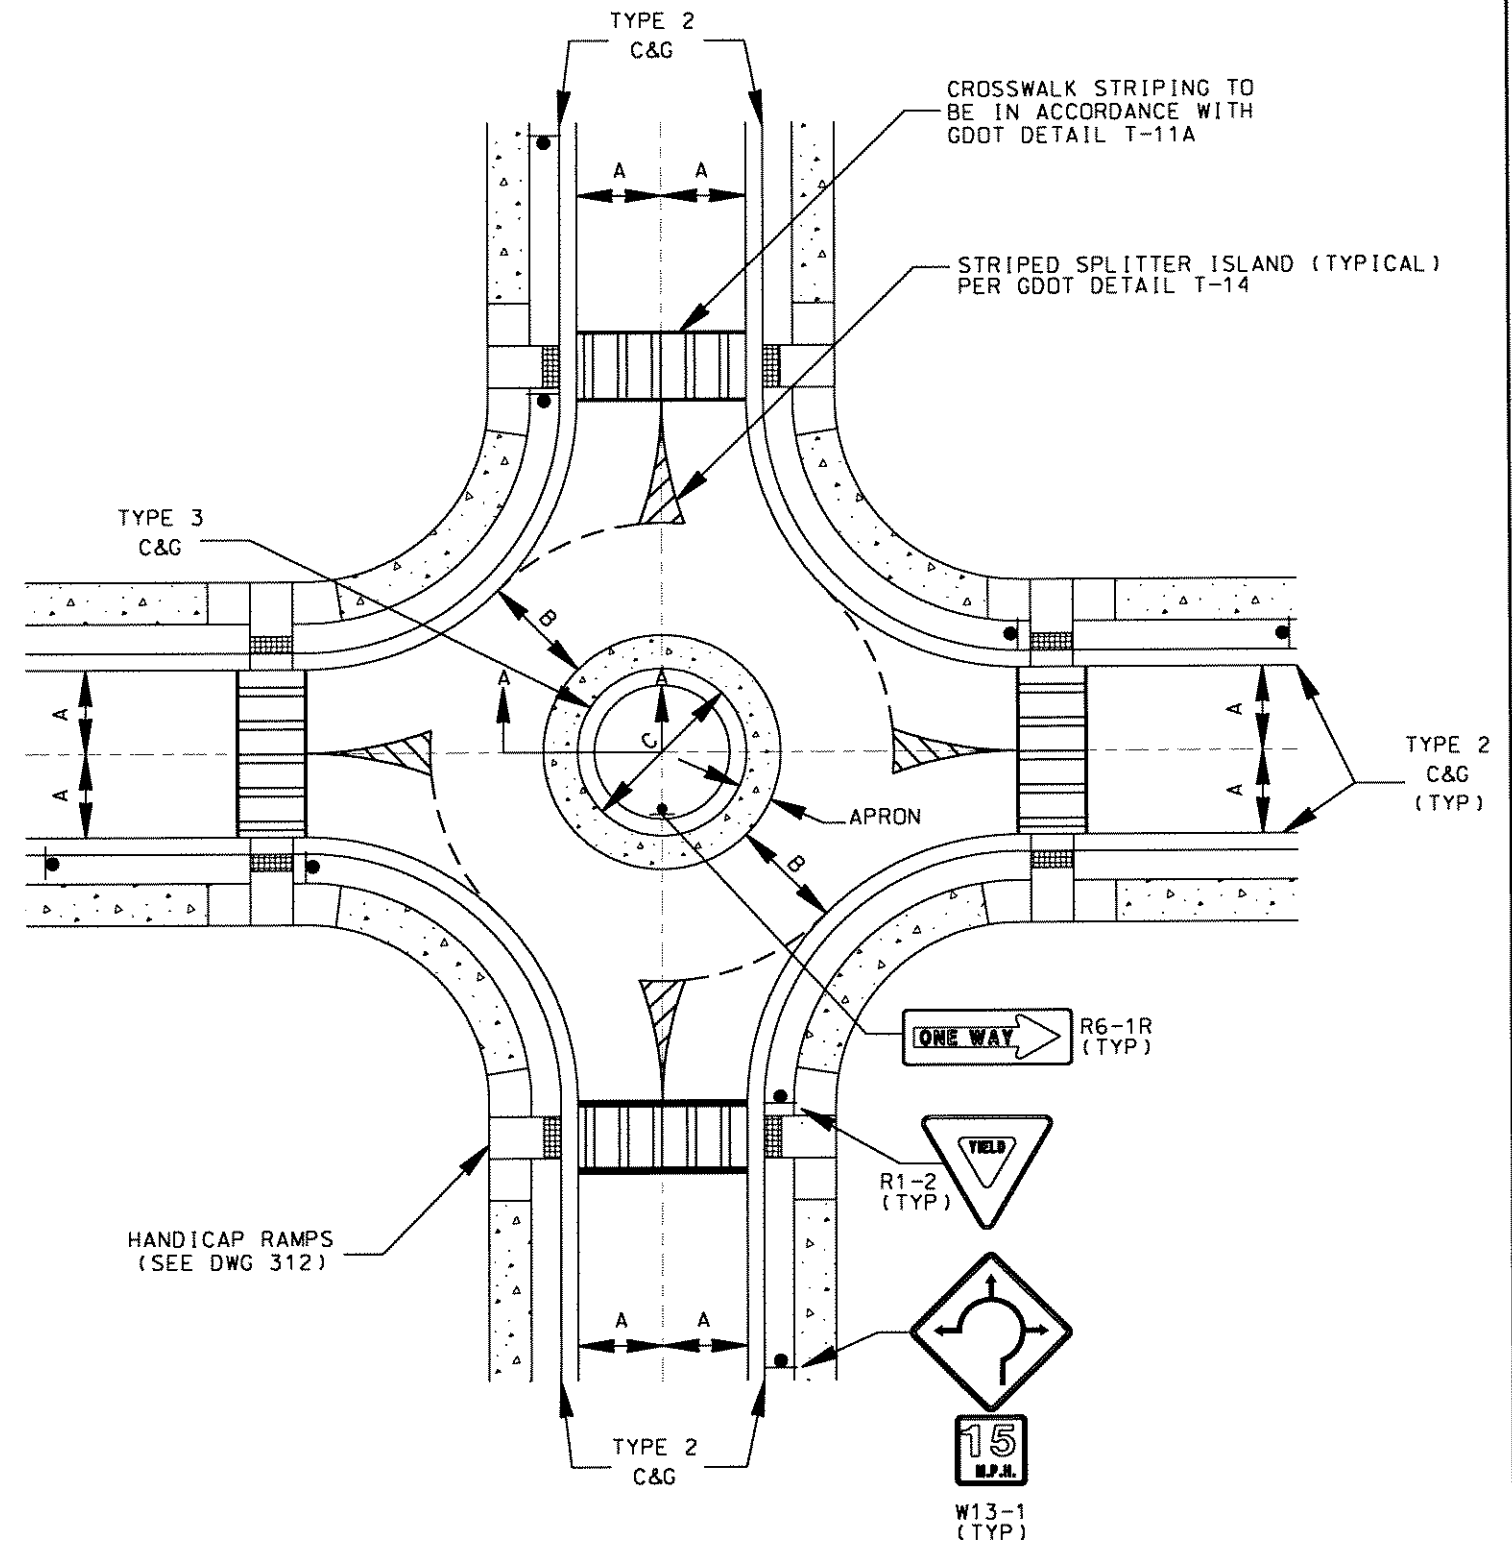 TYPE 2
C&G
CROSSWALK STRIPING TO
BE IN ACCORDANCE WITH
GDOT DETAIL T-11A
A
A
STRIPED SPLITTER ISLAND (TYPICAL)
PER GDOT DETAIL T-14
TYPE 3
C&G
B
A
A
A
A
C
A
A
TYPE 2
C&G
(TYP)
APRON
B
ONE WAY
R6-1R
(TYP)
YIELD
R1-2
(TYP)
HANDICAP RAMPS
(SEE DWG 312)
A
A
15
M.P.H.
TYPE 2
C&G
W13-1
(TYP)